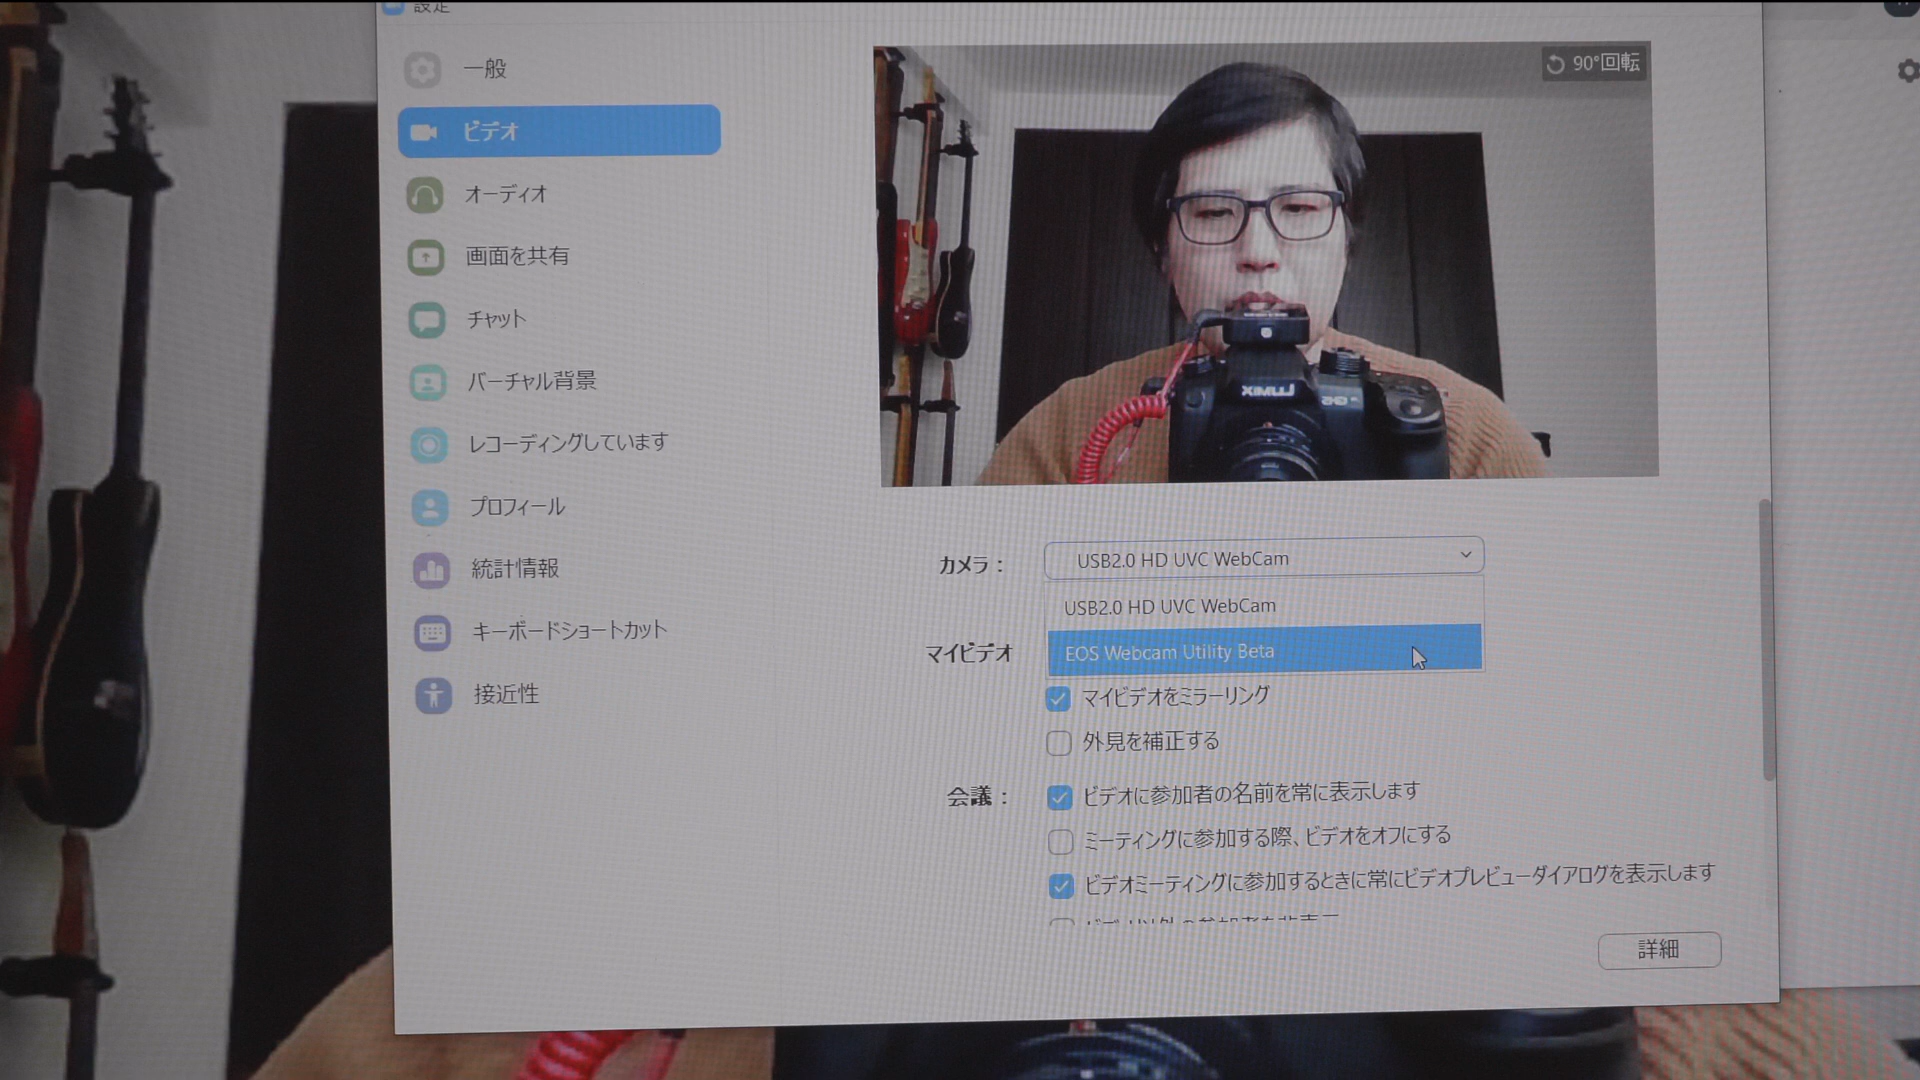 設定
一般
ビデオ
オーディオ
画面を共有
チャット
バーチャル背景
レコーディングしています
プロフィール
統計情報
キーボードショートカット
接近性
90°回転
LUMIX
カメラ：
USB2.0 HD UVC WebCam
USB2.0 HD UVC WebCam
EOS Webcam Utility Beta
マイビデオ
マイビデオをミラーリング
外見を補正する
会議：
ビデオに参加者の名前を常に表示します
ミーティングに参加する際、ビデオをオフにする
ビデオミーティングに参加するときに常にビデオプレビューダイアログを表示します
詳細